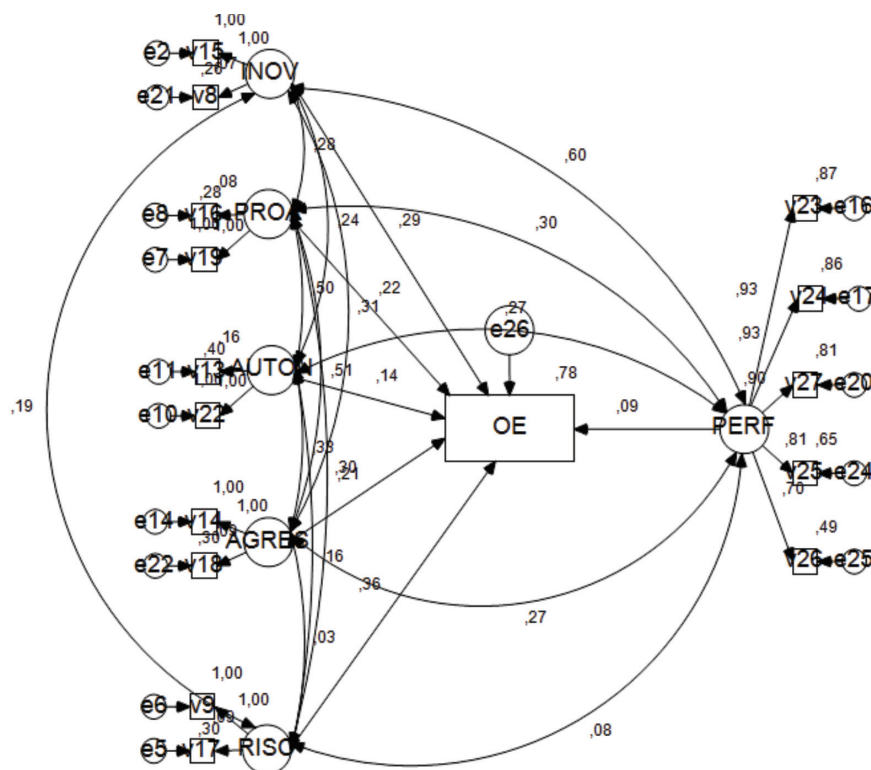 1,00
e2 v15 1,00
INOV
e21 v8
,28
,60
,87
v23 e16
,08
,28
e8 v16 PROA
,24 ,29 ,30
e7 v19
,86
v24 e17
,93
,50 ,22
,31
,27
e26
,93
,16
,40
e11 v13 AUTON
,51 ,14
,78
,90
,81
v27 e20
e10 v22
OE
,09
PERF
,81 ,65
v25 e24
,33
,30
,21
,70
1,00
e14 v14 1,00
AGRES
e22 v18
,30
,16
,36
,27
,49
v26 e25
,19
,03
1,00
e6 v9 1,00
,30
e5 v17 RISC
,08